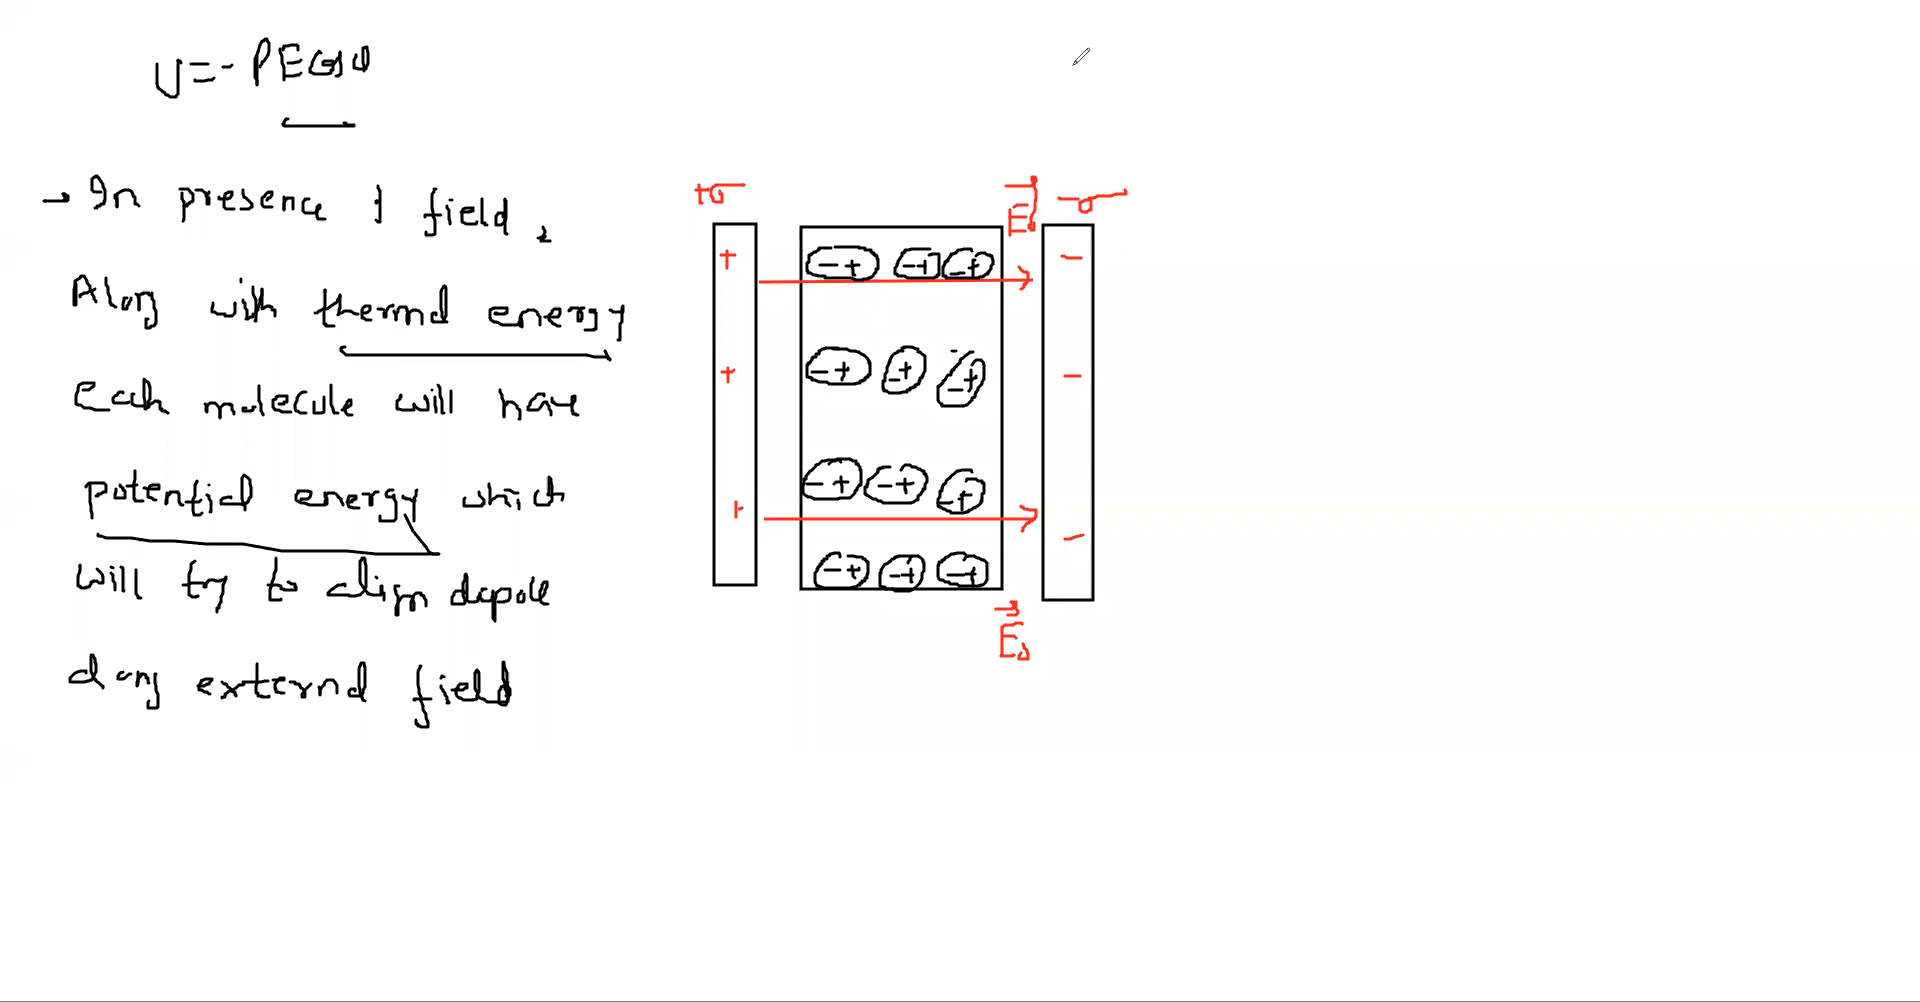 U = - PE cosθ
→ In presence of field,
Along with thermal energy
Each molecule will have
potential energy which
will try to align dipole
along external field
+σ
E₀
-σ
+
-
- + - + - +
+
-
- + - + - +
+
-
- + - + - +
- + - + - +
E₀